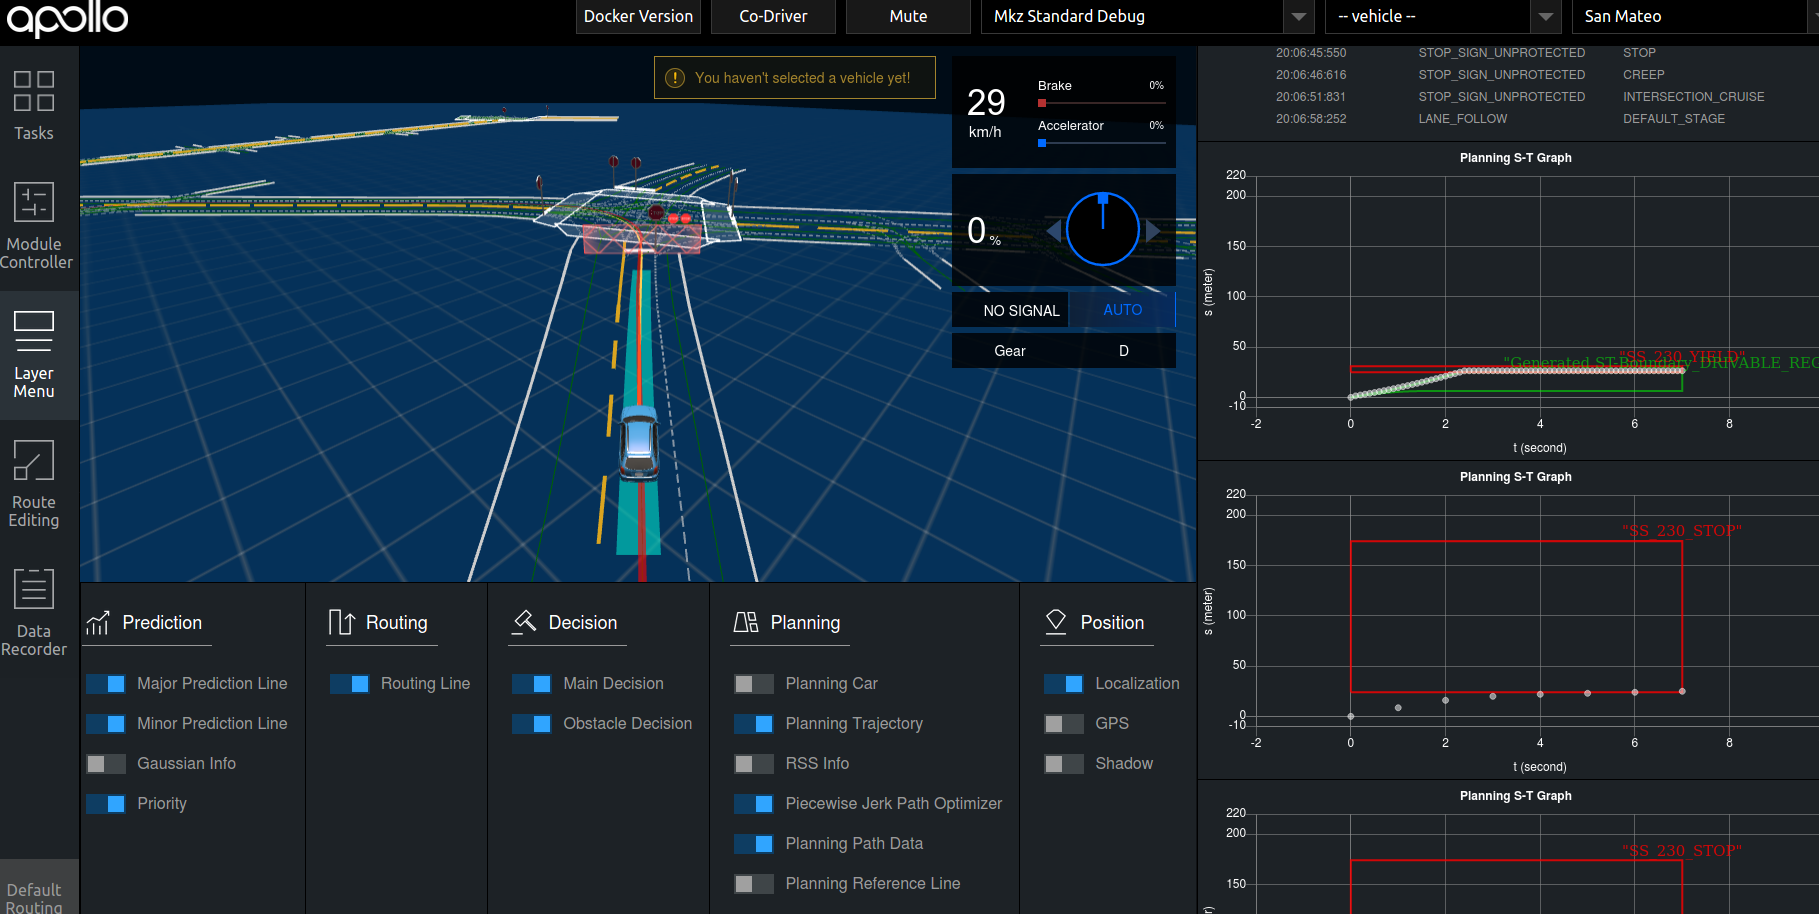 apollo
Docker Version
Co-Driver
Mute
Mkz Standard Debug
-- vehicle --
San Mateo
Tasks
Module
Controller
Layer
Menu
Route
Editing
Data
Recorder
Default
Routing
You haven't selected a vehicle yet!
29
km/h
Brake 0%
Accelerator 0%
0 %
NO SIGNAL AUTO
Gear D
Prediction
Major Prediction Line
Minor Prediction Line
Gaussian Info
Priority
Routing
Routing Line
Decision
Main Decision
Obstacle Decision
Planning
Planning Car
Planning Trajectory
RSS Info
Piecewise Jerk Path Optimizer
Planning Path Data
Planning Reference Line
Position
Localization
GPS
Shadow
20:06:45:550 STOP_SIGN_UNPROTECTED STOP
20:06:46:616 STOP_SIGN_UNPROTECTED CREEP
20:06:51:831 STOP_SIGN_UNPROTECTED INTERSECTION_CRUISE
20:06:58:252 LANE_FOLLOW DEFAULT_STAGE
Planning S-T Graph
220
200
150
100
50
0
-10
s (meter)
"SS_230_YIELD"
"Generated ST-Boundary_DRIVABLE_REG
-2 0 2 4 6 8
t (second)
Planning S-T Graph
220
200
150
100
50
0
-10
s (meter)
"SS_230_STOP"
-2 0 2 4 6 8
t (second)
Planning S-T Graph
220
200
150
"SS_230_STOP"